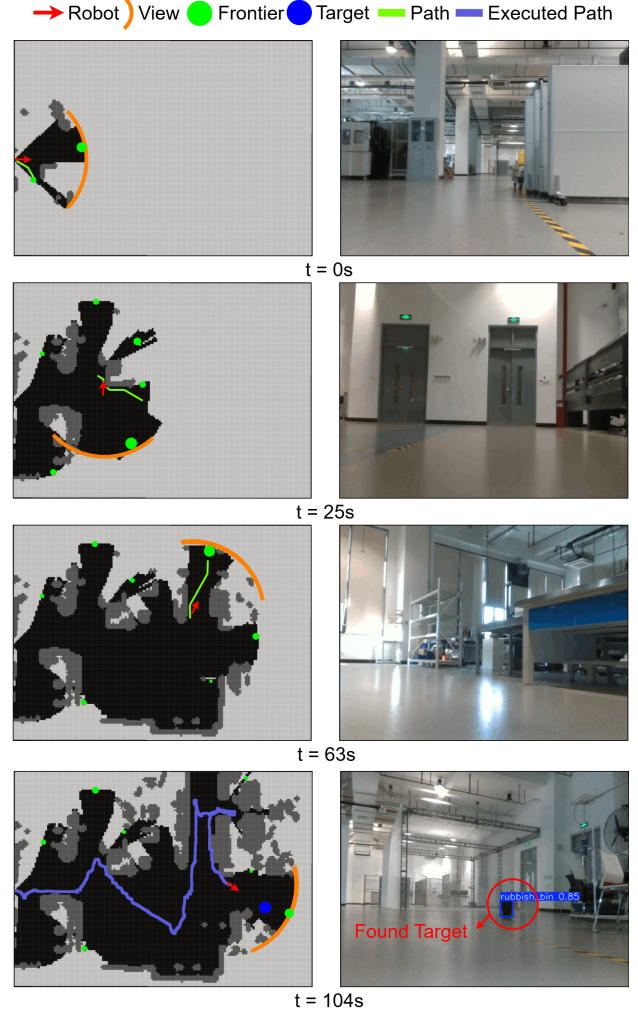 Robot View Frontier Target Path Executed Path
t = 0s
t = 25s
t = 63s
rubbish_bin 0.85
Found Target
t = 104s